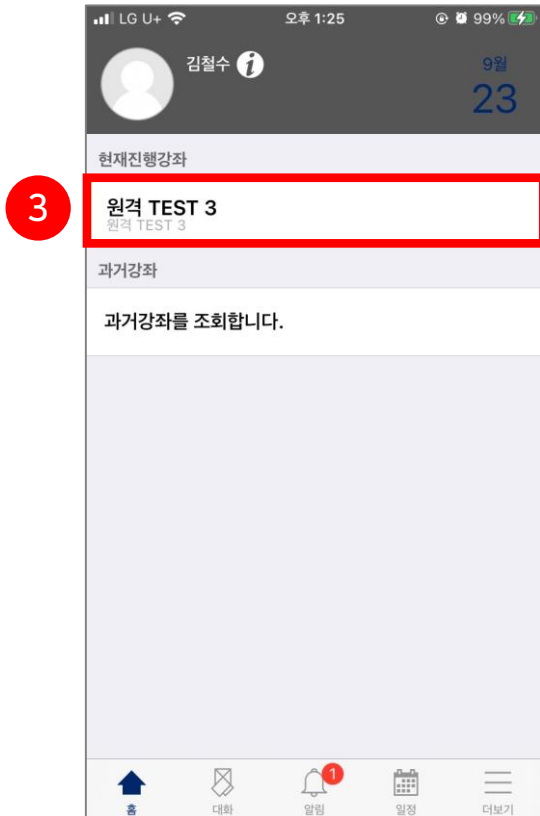 LG U+ 오후 1:25 99%
김철수 i 9월
23
현재진행강좌
3
원격 TEST 3
원격 TEST 3
과거강좌
과거강좌를 조회합니다.
1
홈 대화 알림 일정 더보기